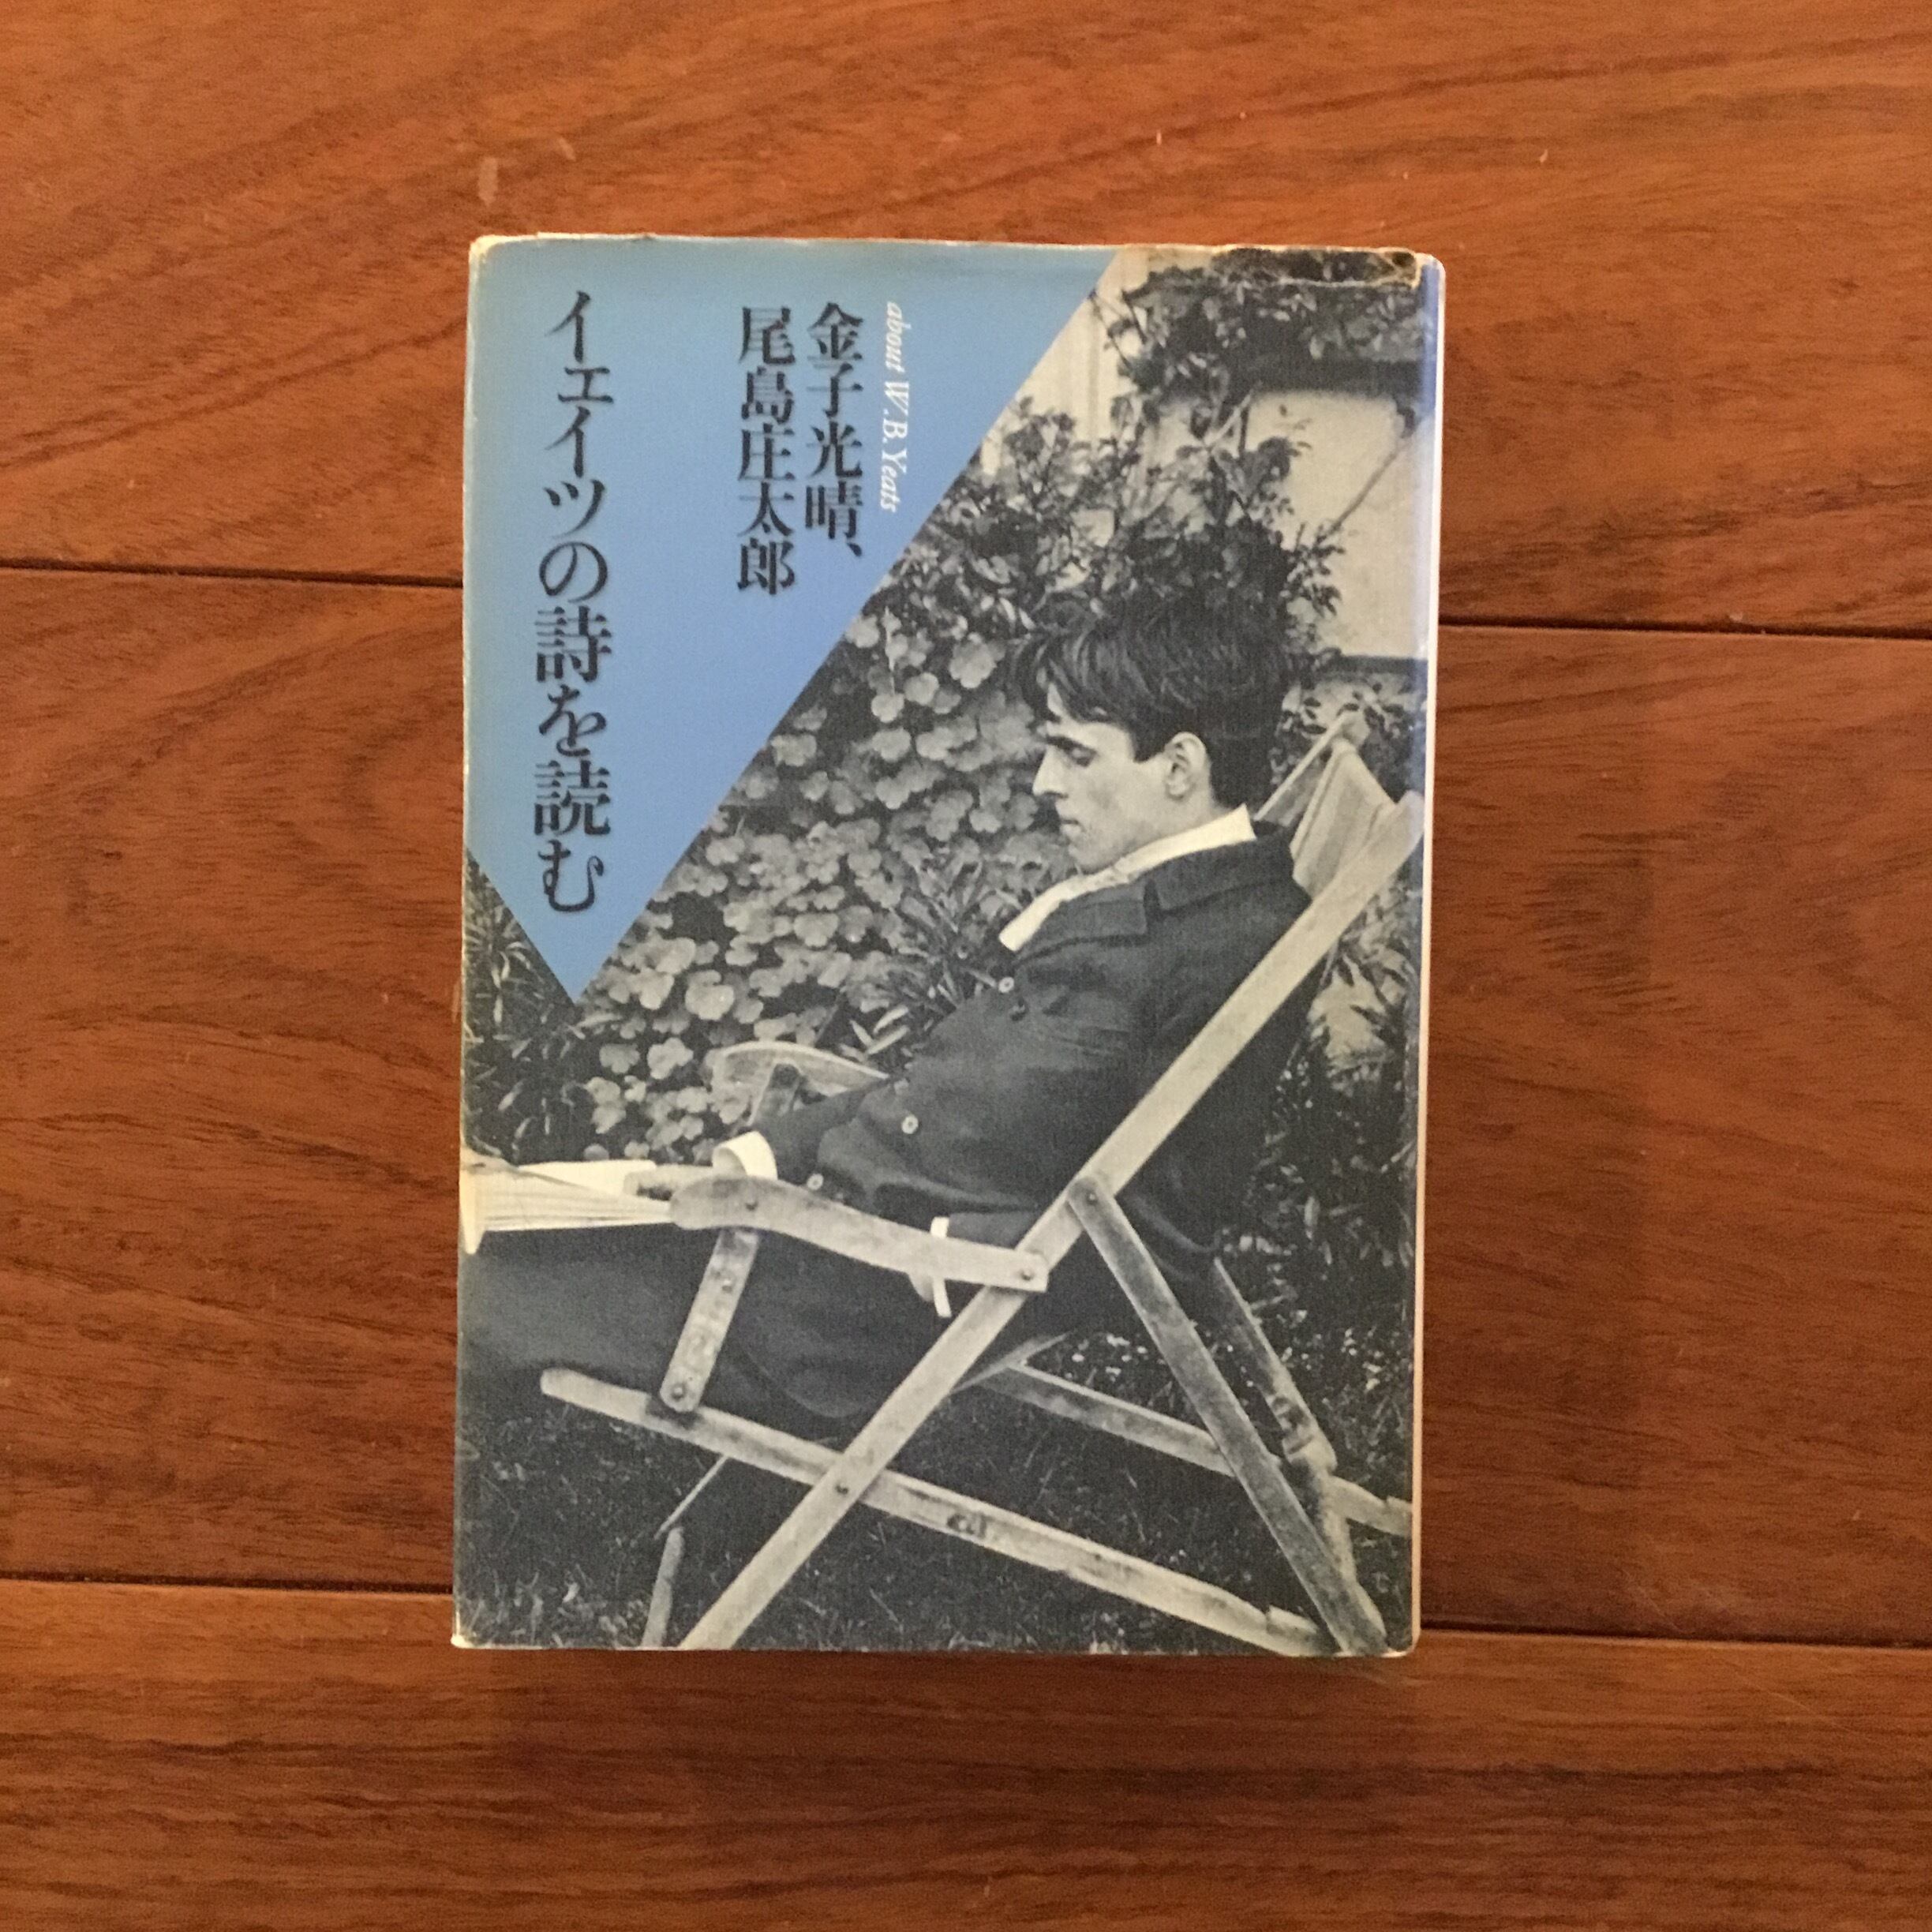 about W.B.Yeats
金子光晴、
尾島庄太郎
イェイツの詩を読む